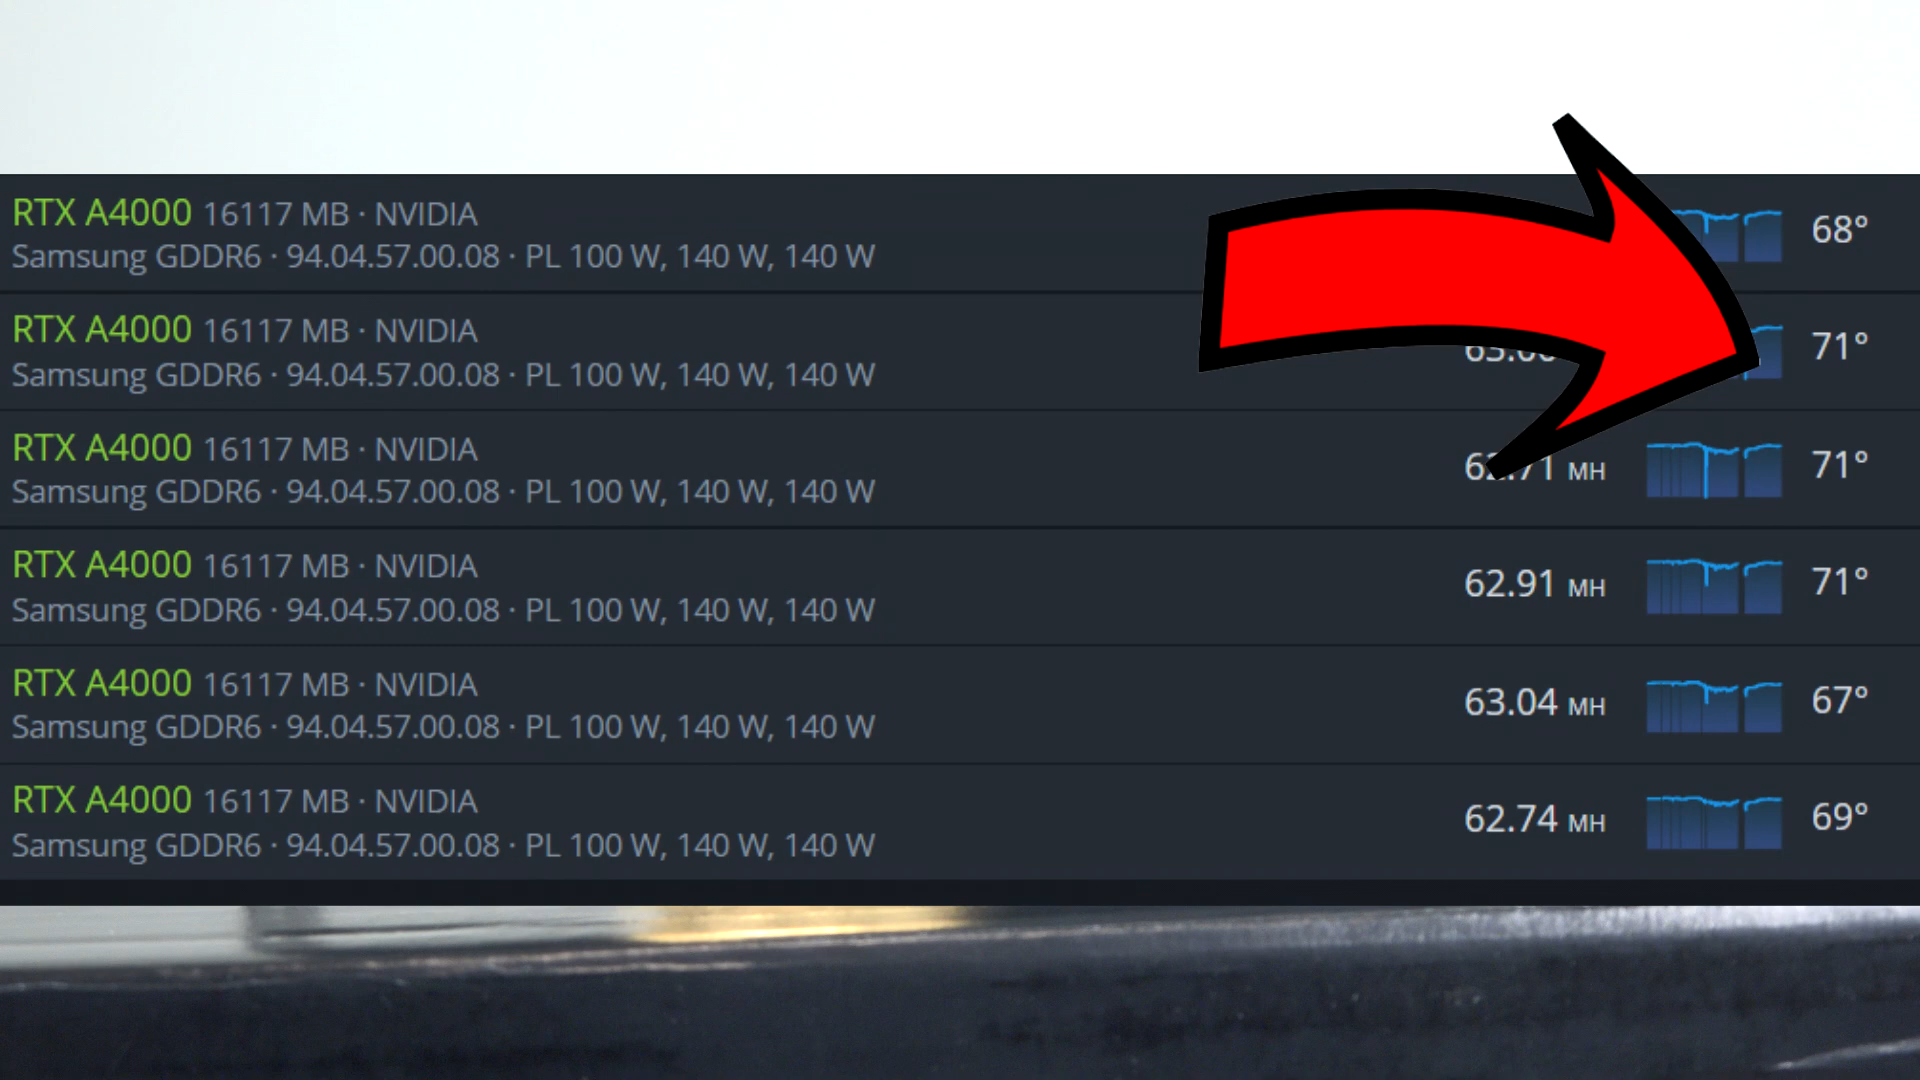 RTX A4000 16117 MB · NVIDIA
Samsung GDDR6 · 94.04.57.00.08 · PL 100 W, 140 W, 140 W
68°
RTX A4000 16117 MB · NVIDIA
Samsung GDDR6 · 94.04.57.00.08 · PL 100 W, 140 W, 140 W
71°
RTX A4000 16117 MB · NVIDIA
Samsung GDDR6 · 94.04.57.00.08 · PL 100 W, 140 W, 140 W
62.71 MH 71°
RTX A4000 16117 MB · NVIDIA
Samsung GDDR6 · 94.04.57.00.08 · PL 100 W, 140 W, 140 W
62.91 MH 71°
RTX A4000 16117 MB · NVIDIA
Samsung GDDR6 · 94.04.57.00.08 · PL 100 W, 140 W, 140 W
63.04 MH 67°
RTX A4000 16117 MB · NVIDIA
Samsung GDDR6 · 94.04.57.00.08 · PL 100 W, 140 W, 140 W
62.74 MH 69°